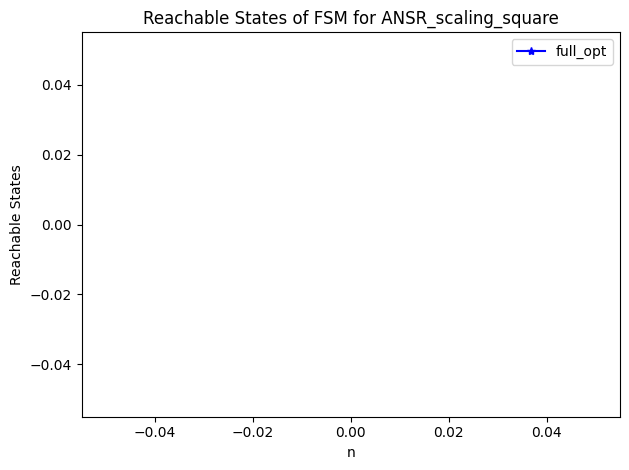 Reachable States of FSM for ANSR_scaling_square
full_opt
0.04
0.02
0.00
−0.02
−0.04
Reachable States
−0.04
−0.02
0.00
0.02
0.04
n